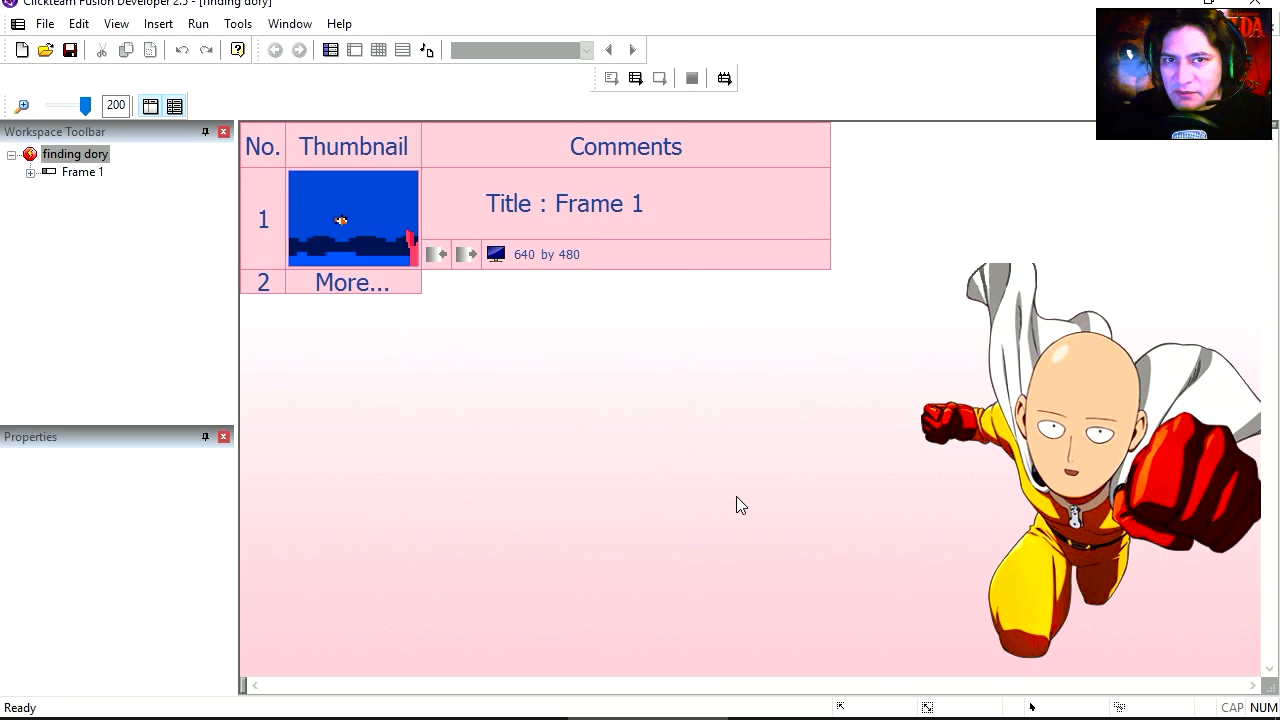 Clickteam Fusion Developer 2.5 - [finding dory]
File Edit View Insert Run Tools Window Help
200
Workspace Toolbar
finding dory
Frame 1
Properties
No. Thumbnail Comments
1 Title : Frame 1
640 by 480
2 More...
Ready
CAP NUM